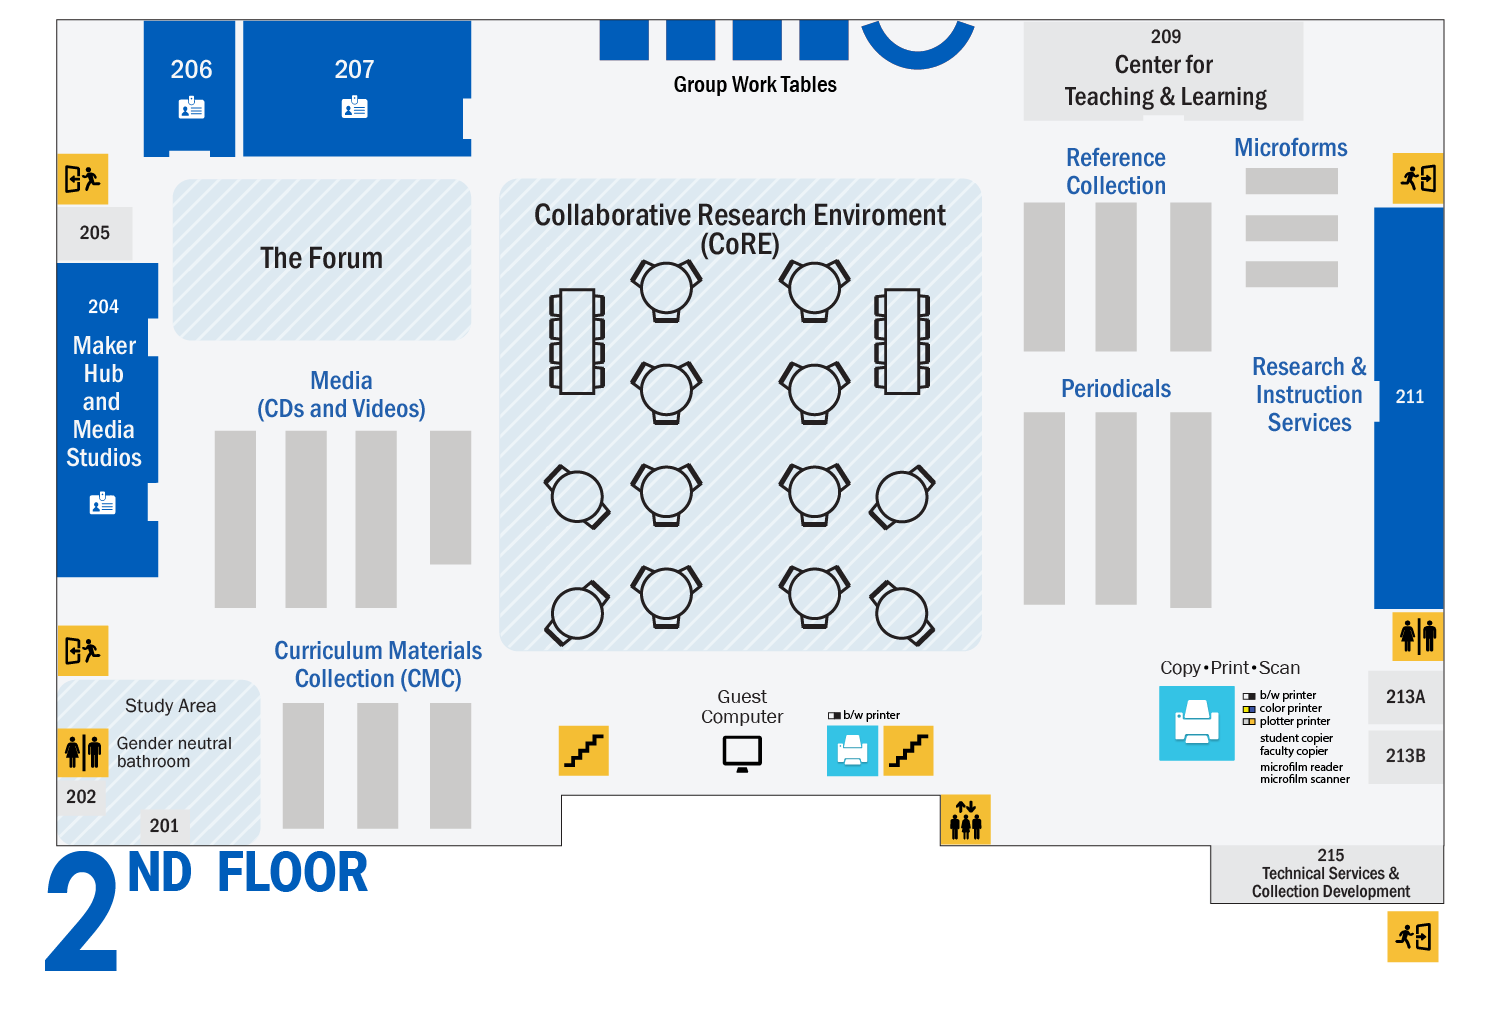 206
207
Group Work Tables
209
Center for
Teaching & Learning
Reference
Collection
Microforms
205
The Forum
Collaborative Research Enviroment
(CoRE)
204
Maker
Hub
and
Media
Studios
Media
(CDs and Videos)
Periodicals
Research &
Instruction
Services
211
Curriculum Materials
Collection (CMC)
Study Area
Gender neutral
bathroom
202
201
Guest
Computer
b/w printer
Copy•Print•Scan
b/w printer
color printer
plotter printer
student copier
faculty copier
microfilm reader
microfilm scanner
213A
213B
215
Technical Services &
Collection Development
2ND FLOOR